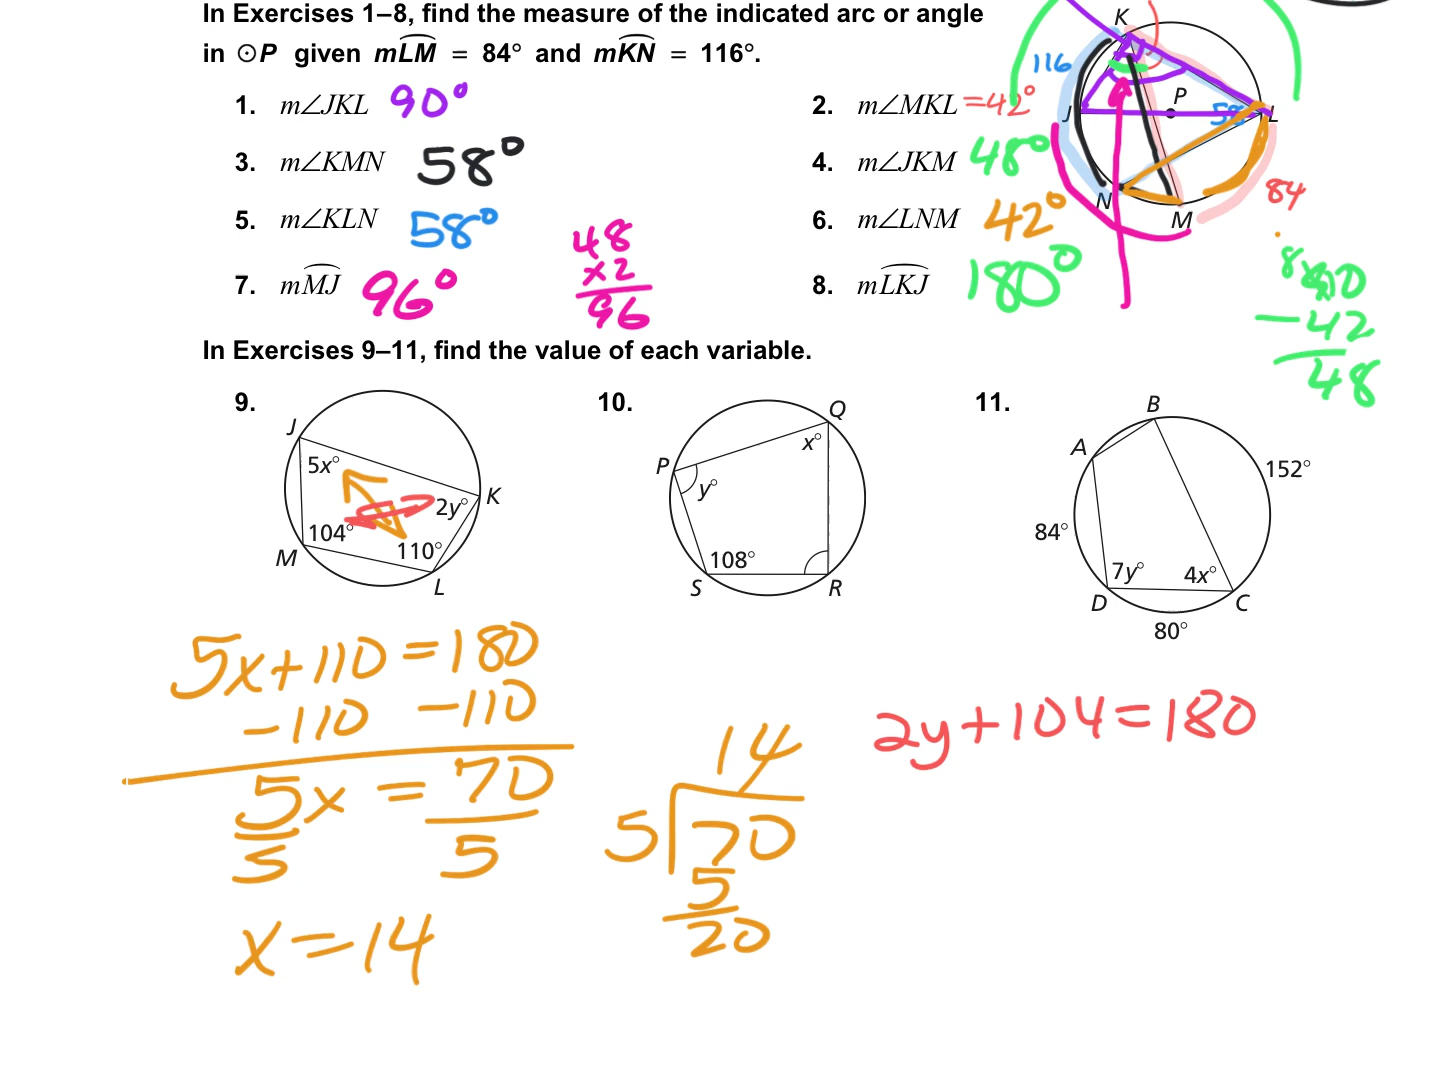 In Exercises 1–8, find the measure of the indicated arc or angle
in ⊙P given mLM = 84° and mKN = 116°.
1. m∠JKL 90°
2. m∠MKL =42°
3. m∠KMN 58°
4. m∠JKM 48°
5. m∠KLN 58°
6. m∠LNM 42°
7. mMJ 96°
8. mLKJ 180°
48
x2
96
K
116
P
J
58
L
N
M
84
-42
48
In Exercises 9–11, find the value of each variable.
9.
J
5x°
2y°
K
104°
110°
M
L
10.
Q
x°
P
y°
108°
S
R
11.
B
A
152°
84°
7y°
4x°
D
C
80°
5x+110=180
-110 -110
5x = 70
5 5
x=14
14
5 70
5
20
2y+104=180